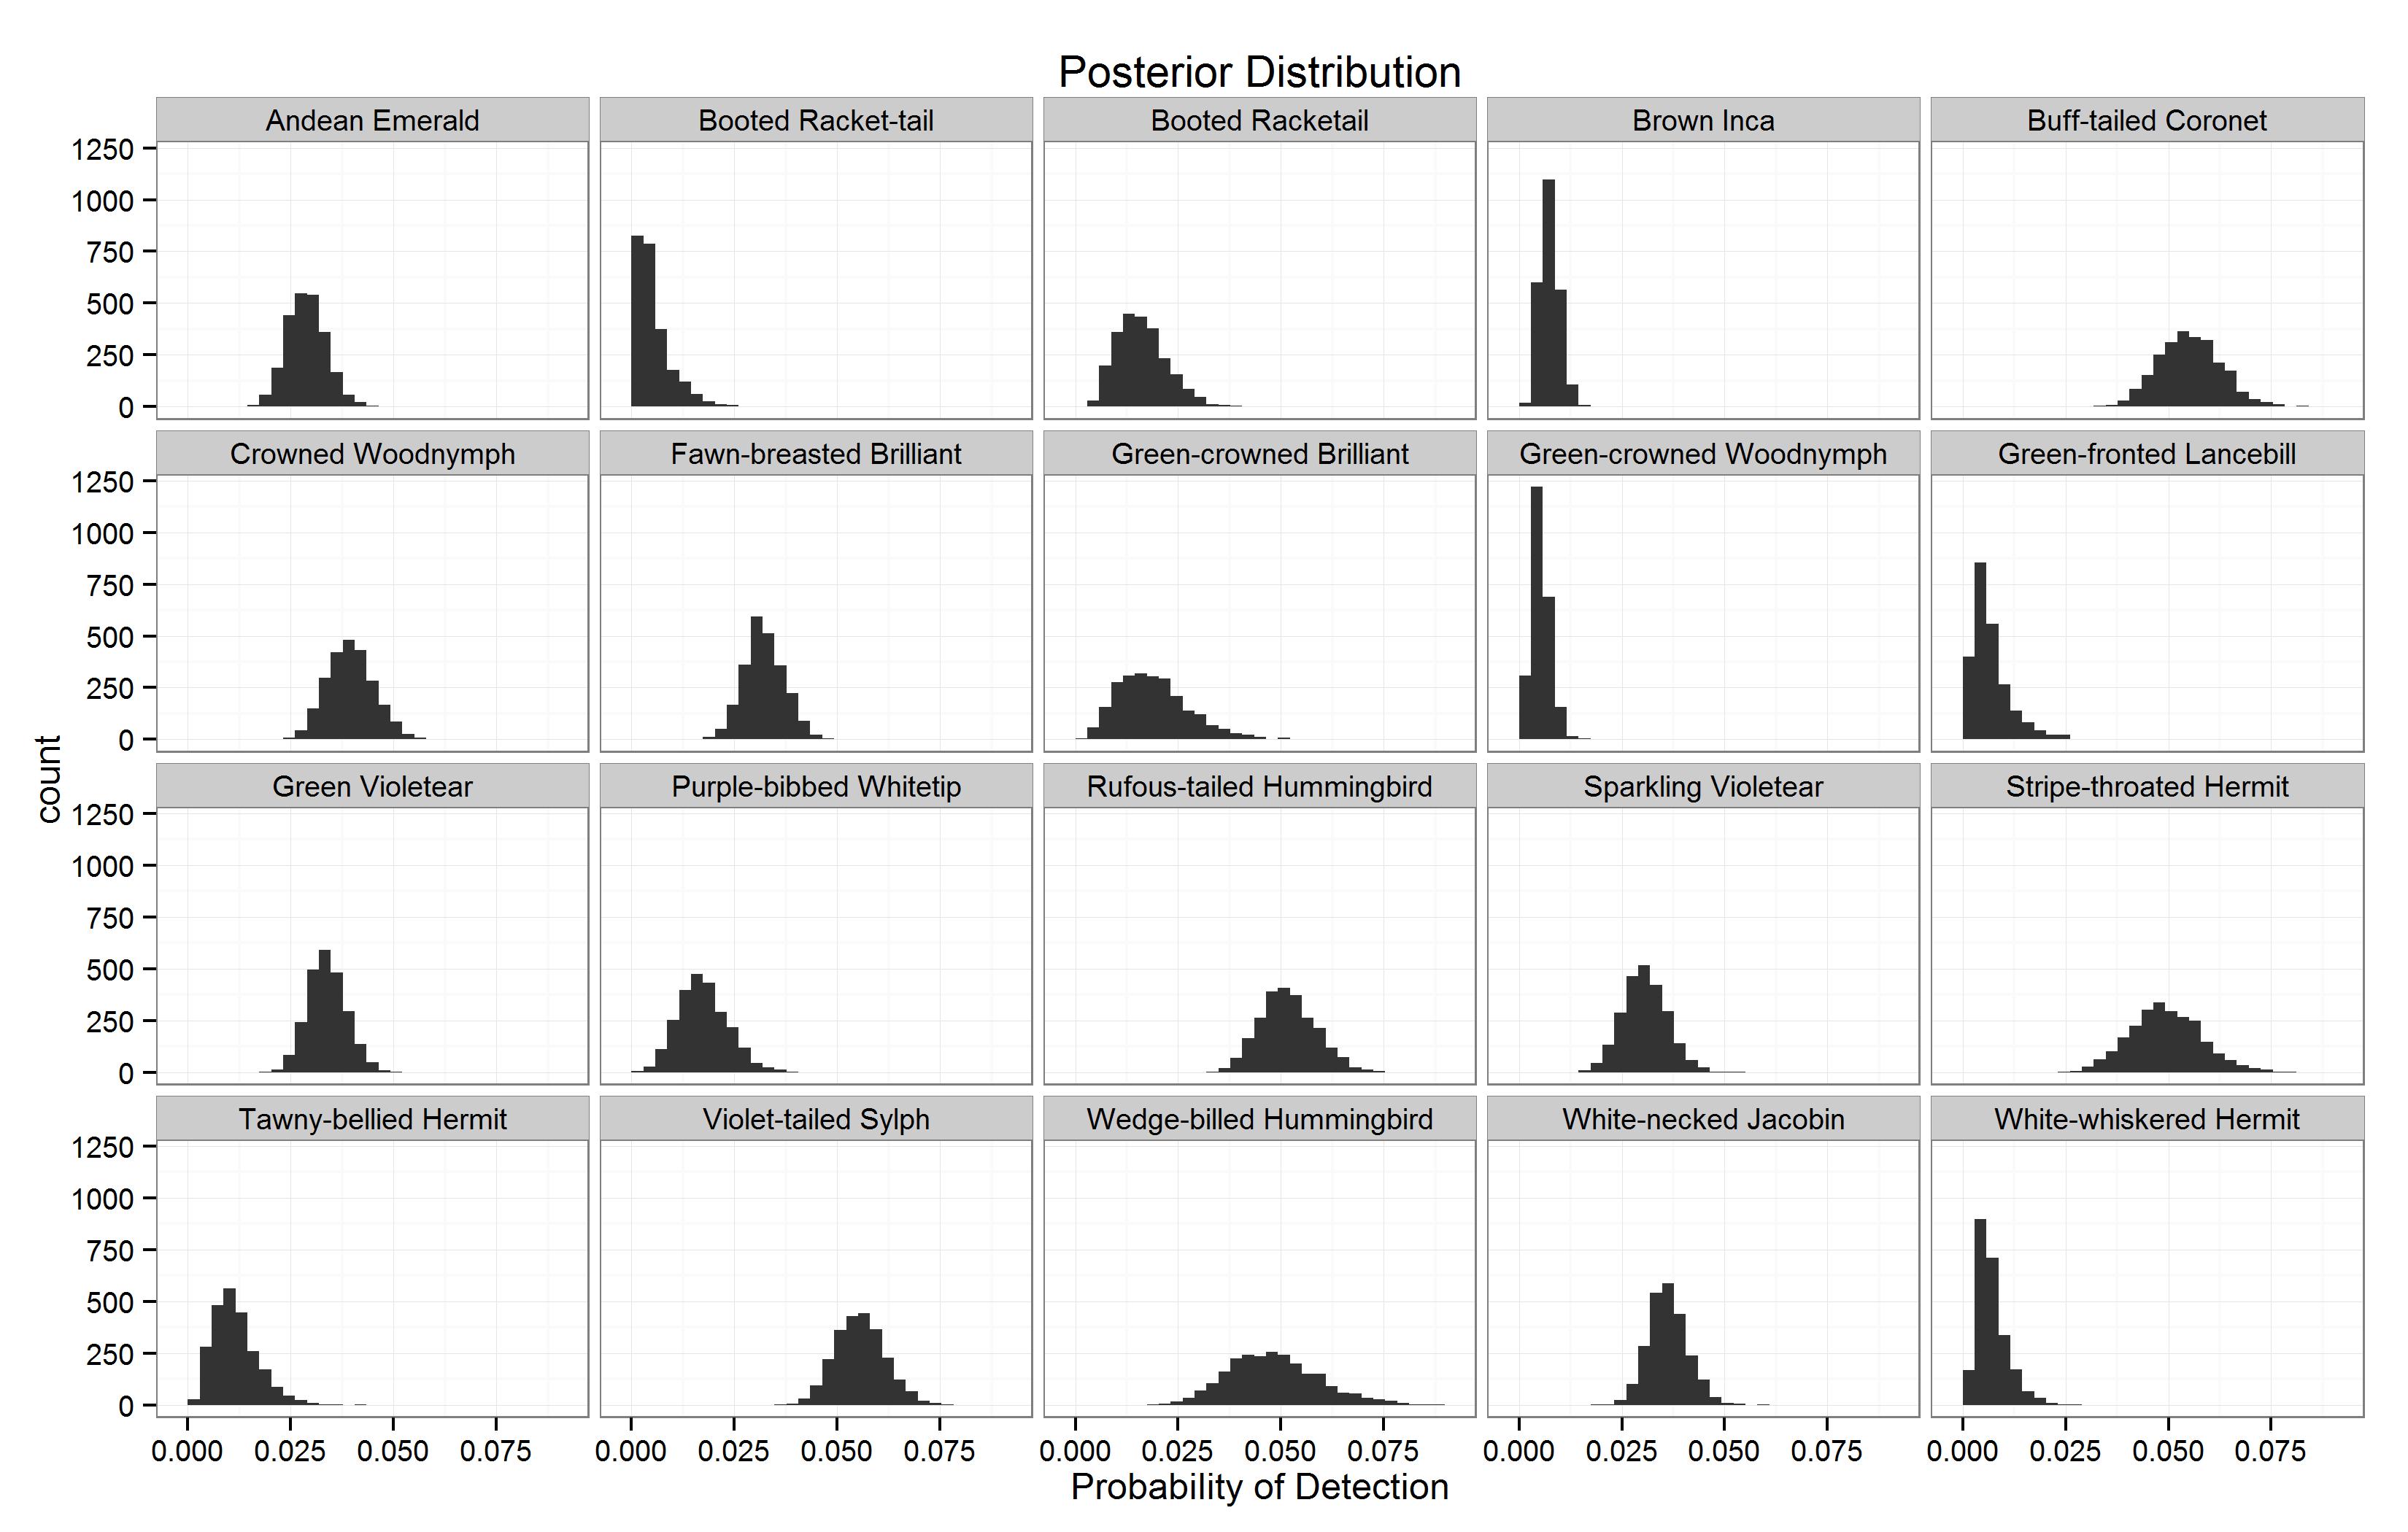 Posterior Distribution
Andean Emerald
Booted Racket-tail
Booted Racketail
Brown Inca
Buff-tailed Coronet
1250
1000
750
500
250
0
Crowned Woodnymph
Fawn-breasted Brilliant
Green-crowned Brilliant
Green-crowned Woodnymph
Green-fronted Lancebill
1250
1000
750
500
250
0
count
Green Violetear
Purple-bibbed Whitetip
Rufous-tailed Hummingbird
Sparkling Violetear
Stripe-throated Hermit
1250
1000
750
500
250
0
Tawny-bellied Hermit
Violet-tailed Sylph
Wedge-billed Hummingbird
White-necked Jacobin
White-whiskered Hermit
1250
1000
750
500
250
0
0.000 0.025 0.050 0.075
0.000 0.025 0.050 0.075
0.000 0.025 0.050 0.075
0.000 0.025 0.050 0.075
0.000 0.025 0.050 0.075
Probability of Detection